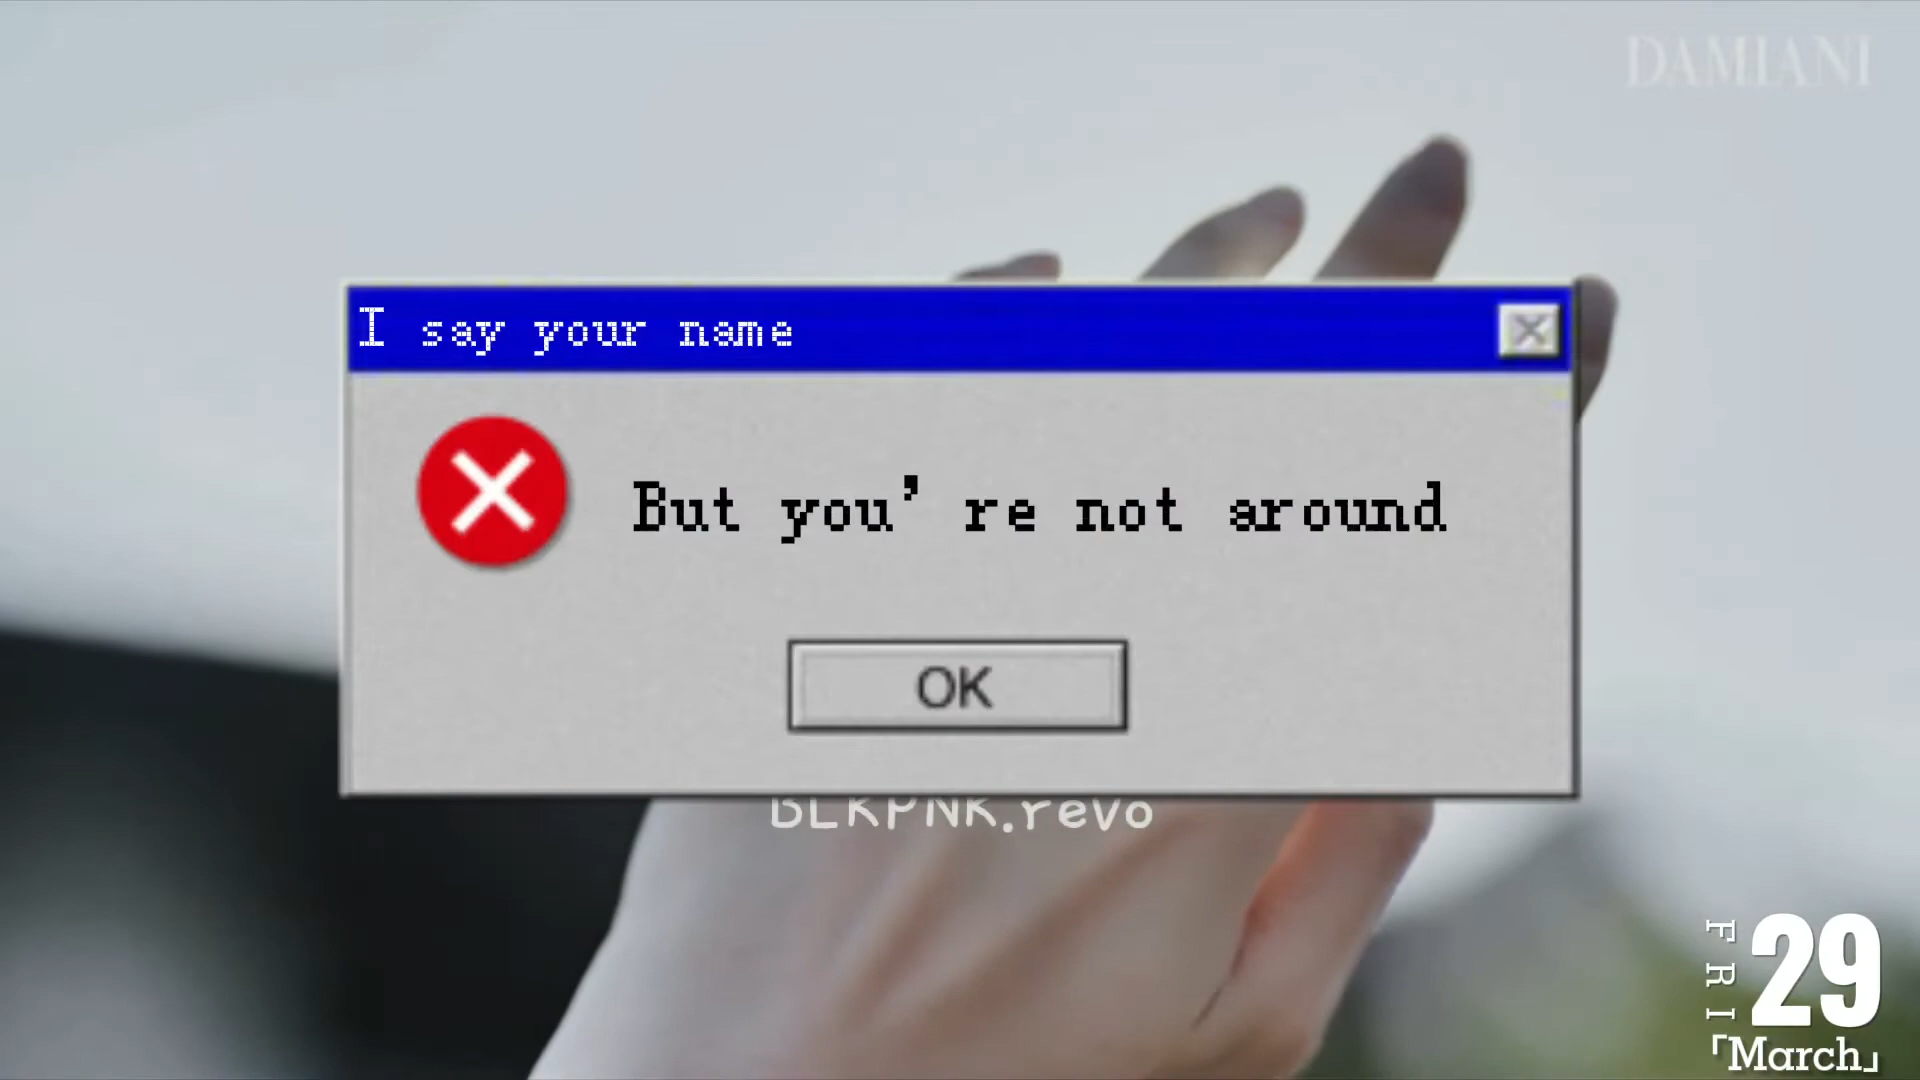 DAMIANI
I say your name
But you’ re not around
OK
BLKPNK.revo
FRI
29
「March」